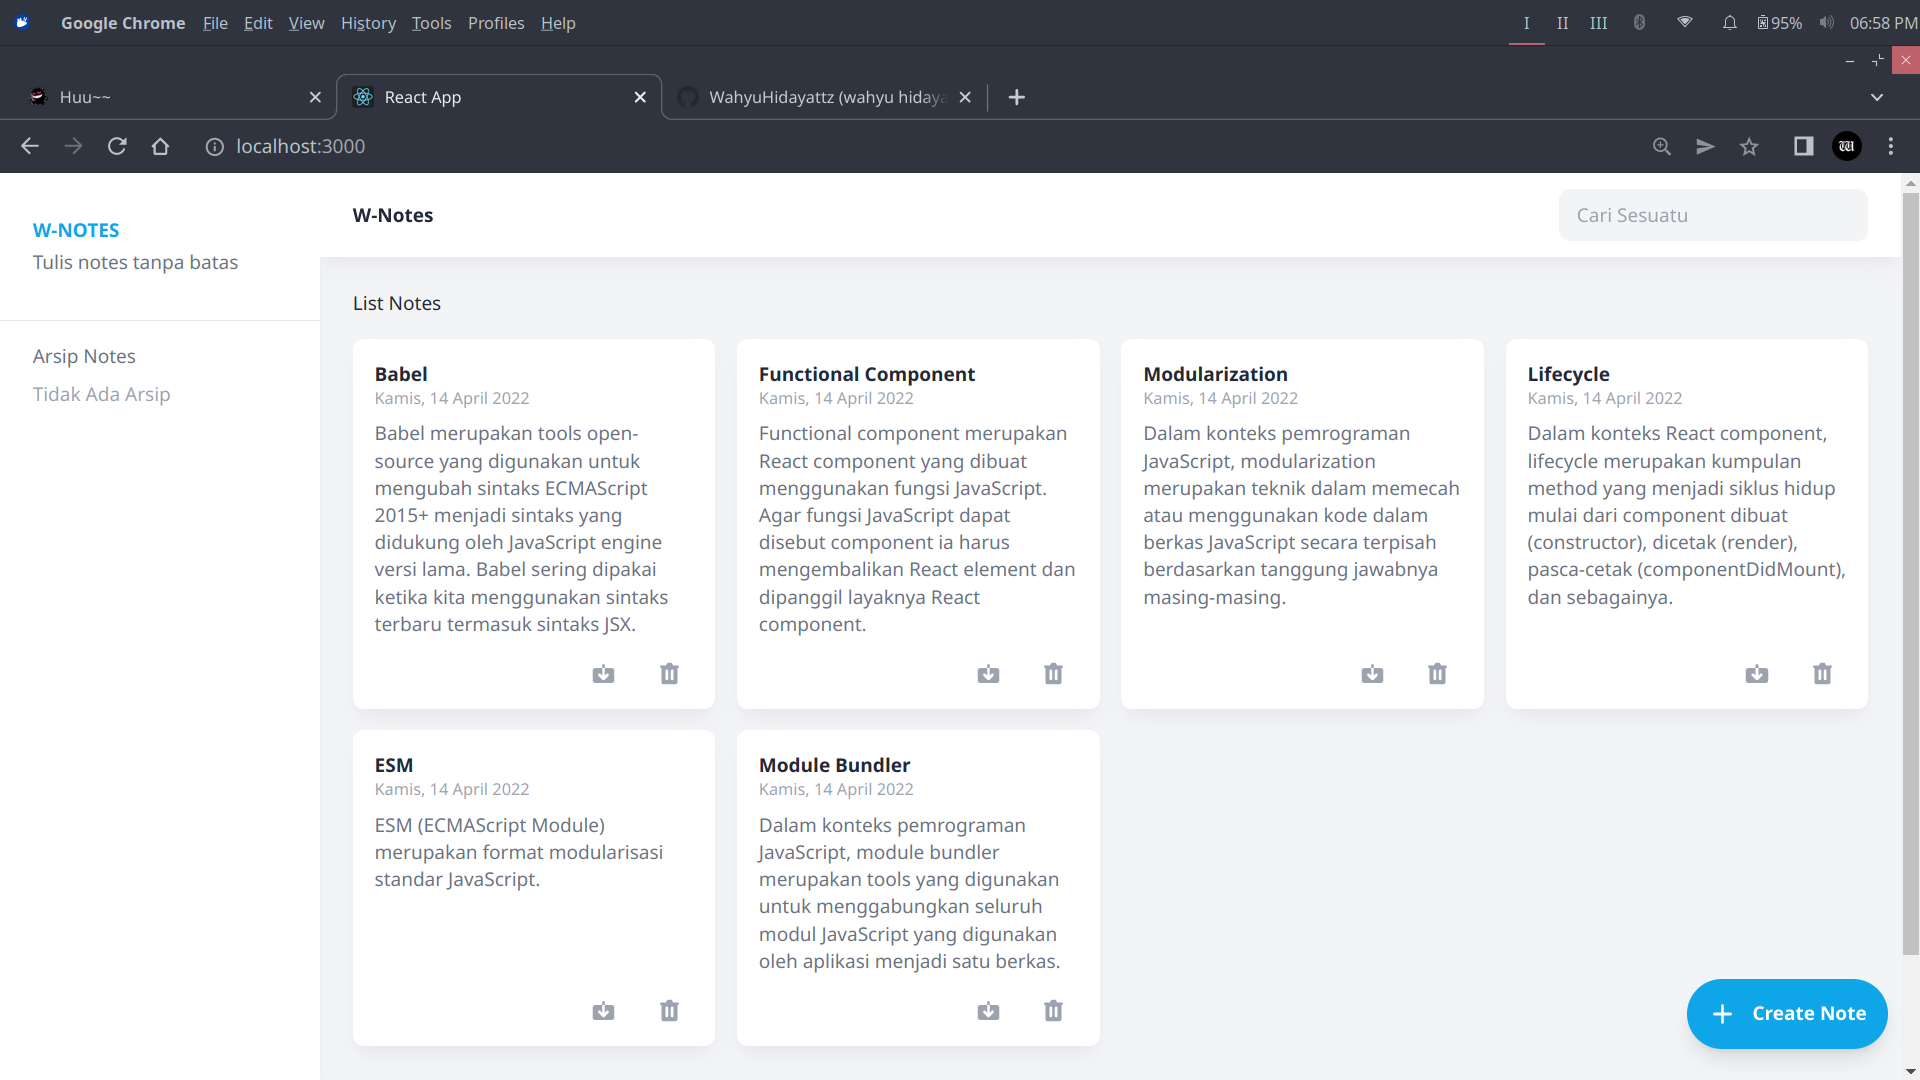 Google Chrome File Edit View History Tools Profiles Help
I II III 95% 06:58 PM
Huu~~
React App
WahyuHidayattz (wahyu hidaya
localhost:3000
W-NOTES
Tulis notes tanpa batas
Arsip Notes
Tidak Ada Arsip
W-Notes
Cari Sesuatu
List Notes
Babel
Kamis, 14 April 2022
Babel merupakan tools open-
source yang digunakan untuk
mengubah sintaks ECMAScript
2015+ menjadi sintaks yang
didukung oleh JavaScript engine
versi lama. Babel sering dipakai
ketika kita menggunakan sintaks
terbaru termasuk sintaks JSX.
Functional Component
Kamis, 14 April 2022
Functional component merupakan
React component yang dibuat
menggunakan fungsi JavaScript.
Agar fungsi JavaScript dapat
disebut component ia harus
mengembalikan React element dan
dipanggil layaknya React
component.
Modularization
Kamis, 14 April 2022
Dalam konteks pemrograman
JavaScript, modularization
merupakan teknik dalam memecah
atau menggunakan kode dalam
berkas JavaScript secara terpisah
berdasarkan tanggung jawabnya
masing-masing.
Lifecycle
Kamis, 14 April 2022
Dalam konteks React component,
lifecycle merupakan kumpulan
method yang menjadi siklus hidup
mulai dari component dibuat
(constructor), dicetak (render),
pasca-cetak (componentDidMount),
dan sebagainya.
ESM
Kamis, 14 April 2022
ESM (ECMAScript Module)
merupakan format modularisasi
standar JavaScript.
Module Bundler
Kamis, 14 April 2022
Dalam konteks pemrograman
JavaScript, module bundler
merupakan tools yang digunakan
untuk menggabungkan seluruh
modul JavaScript yang digunakan
oleh aplikasi menjadi satu berkas.
Create Note